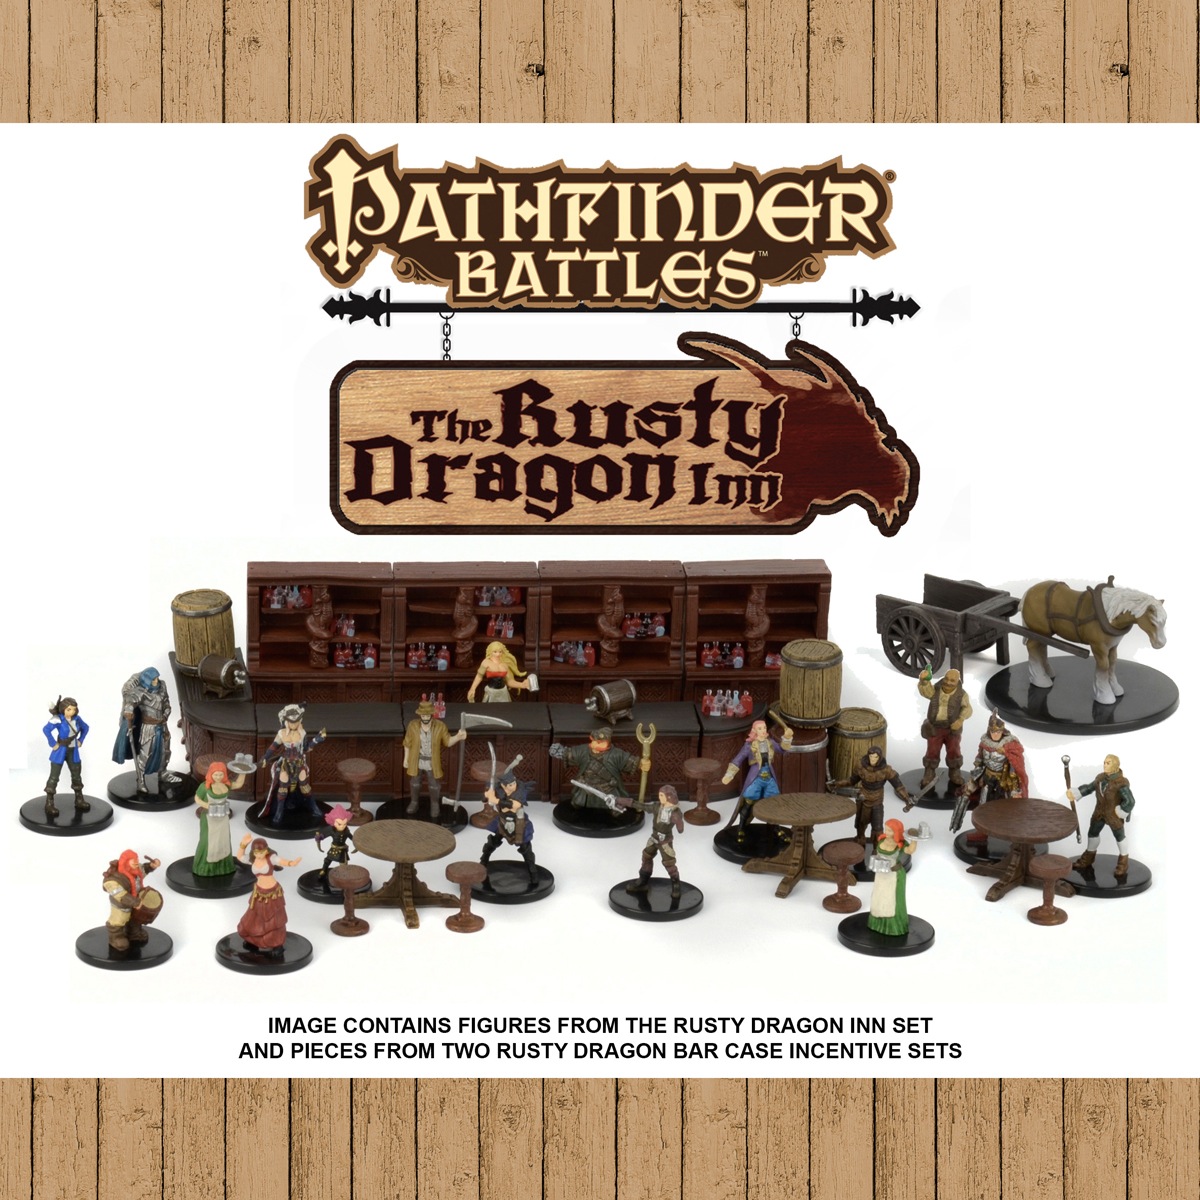 PATHFINDER®
BATTLES™
The Rusty
Dragon Inn
IMAGE CONTAINS FIGURES FROM THE RUSTY DRAGON INN SET
AND PIECES FROM TWO RUSTY DRAGON BAR CASE INCENTIVE SETS